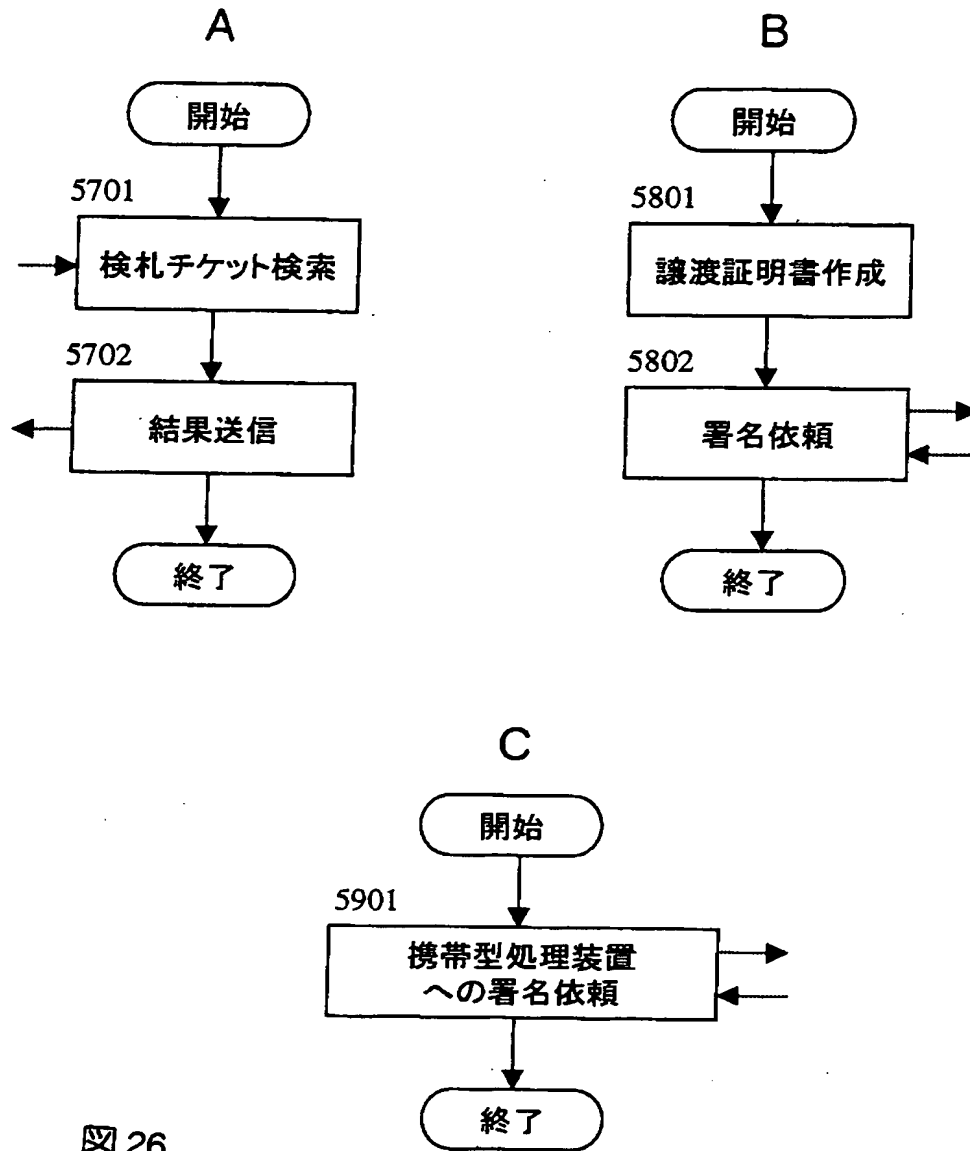 A
開始
5701
検札チケット検索
5702
結果送信
終了
B
開始
5801
譲渡証明書作成
5802
署名依頼
終了
C
開始
5901
携帯型処理装置
への署名依頼
終了
図26